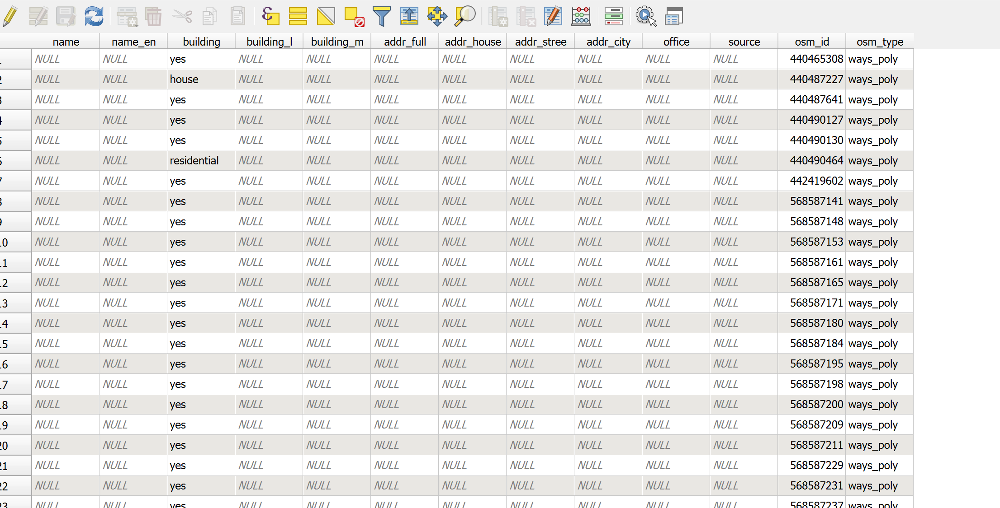 name name_en building building_l building_m addr_full addr_house addr_stree addr_city office source osm_id osm_type
1 NULL NULL yes NULL NULL NULL NULL NULL NULL NULL NULL 440465308 ways_poly
2 NULL NULL house NULL NULL NULL NULL NULL NULL NULL NULL 440487227 ways_poly
3 NULL NULL yes NULL NULL NULL NULL NULL NULL NULL NULL 440487641 ways_poly
4 NULL NULL yes NULL NULL NULL NULL NULL NULL NULL NULL 440490127 ways_poly
5 NULL NULL yes NULL NULL NULL NULL NULL NULL NULL NULL 440490130 ways_poly
6 NULL NULL residential NULL NULL NULL NULL NULL NULL NULL NULL 440490464 ways_poly
7 NULL NULL yes NULL NULL NULL NULL NULL NULL NULL NULL 442419602 ways_poly
8 NULL NULL yes NULL NULL NULL NULL NULL NULL NULL NULL 568587141 ways_poly
9 NULL NULL yes NULL NULL NULL NULL NULL NULL NULL NULL 568587148 ways_poly
10 NULL NULL yes NULL NULL NULL NULL NULL NULL NULL NULL 568587153 ways_poly
11 NULL NULL yes NULL NULL NULL NULL NULL NULL NULL NULL 568587161 ways_poly
12 NULL NULL yes NULL NULL NULL NULL NULL NULL NULL NULL 568587165 ways_poly
13 NULL NULL yes NULL NULL NULL NULL NULL NULL NULL NULL 568587171 ways_poly
14 NULL NULL yes NULL NULL NULL NULL NULL NULL NULL NULL 568587180 ways_poly
15 NULL NULL yes NULL NULL NULL NULL NULL NULL NULL NULL 568587184 ways_poly
16 NULL NULL yes NULL NULL NULL NULL NULL NULL NULL NULL 568587195 ways_poly
17 NULL NULL yes NULL NULL NULL NULL NULL NULL NULL NULL 568587198 ways_poly
18 NULL NULL yes NULL NULL NULL NULL NULL NULL NULL NULL 568587200 ways_poly
19 NULL NULL yes NULL NULL NULL NULL NULL NULL NULL NULL 568587209 ways_poly
20 NULL NULL yes NULL NULL NULL NULL NULL NULL NULL NULL 568587211 ways_poly
21 NULL NULL yes NULL NULL NULL NULL NULL NULL NULL NULL 568587229 ways_poly
22 NULL NULL yes NULL NULL NULL NULL NULL NULL NULL NULL 568587231 ways_poly
23 NULL NULL yes NULL NULL NULL NULL NULL NULL NULL NULL 568587237 ways_poly